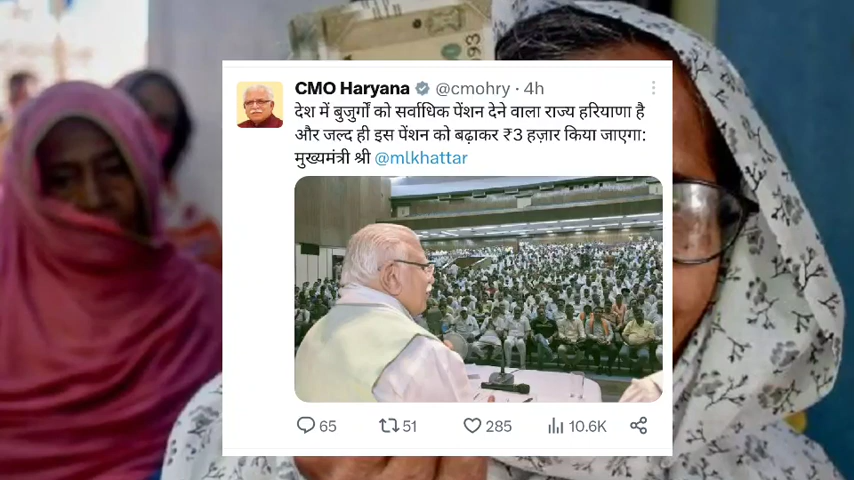 93
CMO Haryana @cmohry · 4h
देश में बुजुर्गों को सर्वाधिक पेंशन देने वाला राज्य हरियाणा है
और जल्द ही इस पेंशन को बढ़ाकर ₹3 हज़ार किया जाएगा:
मुख्यमंत्री श्री @mlkhattar
65 51 285 10.6K